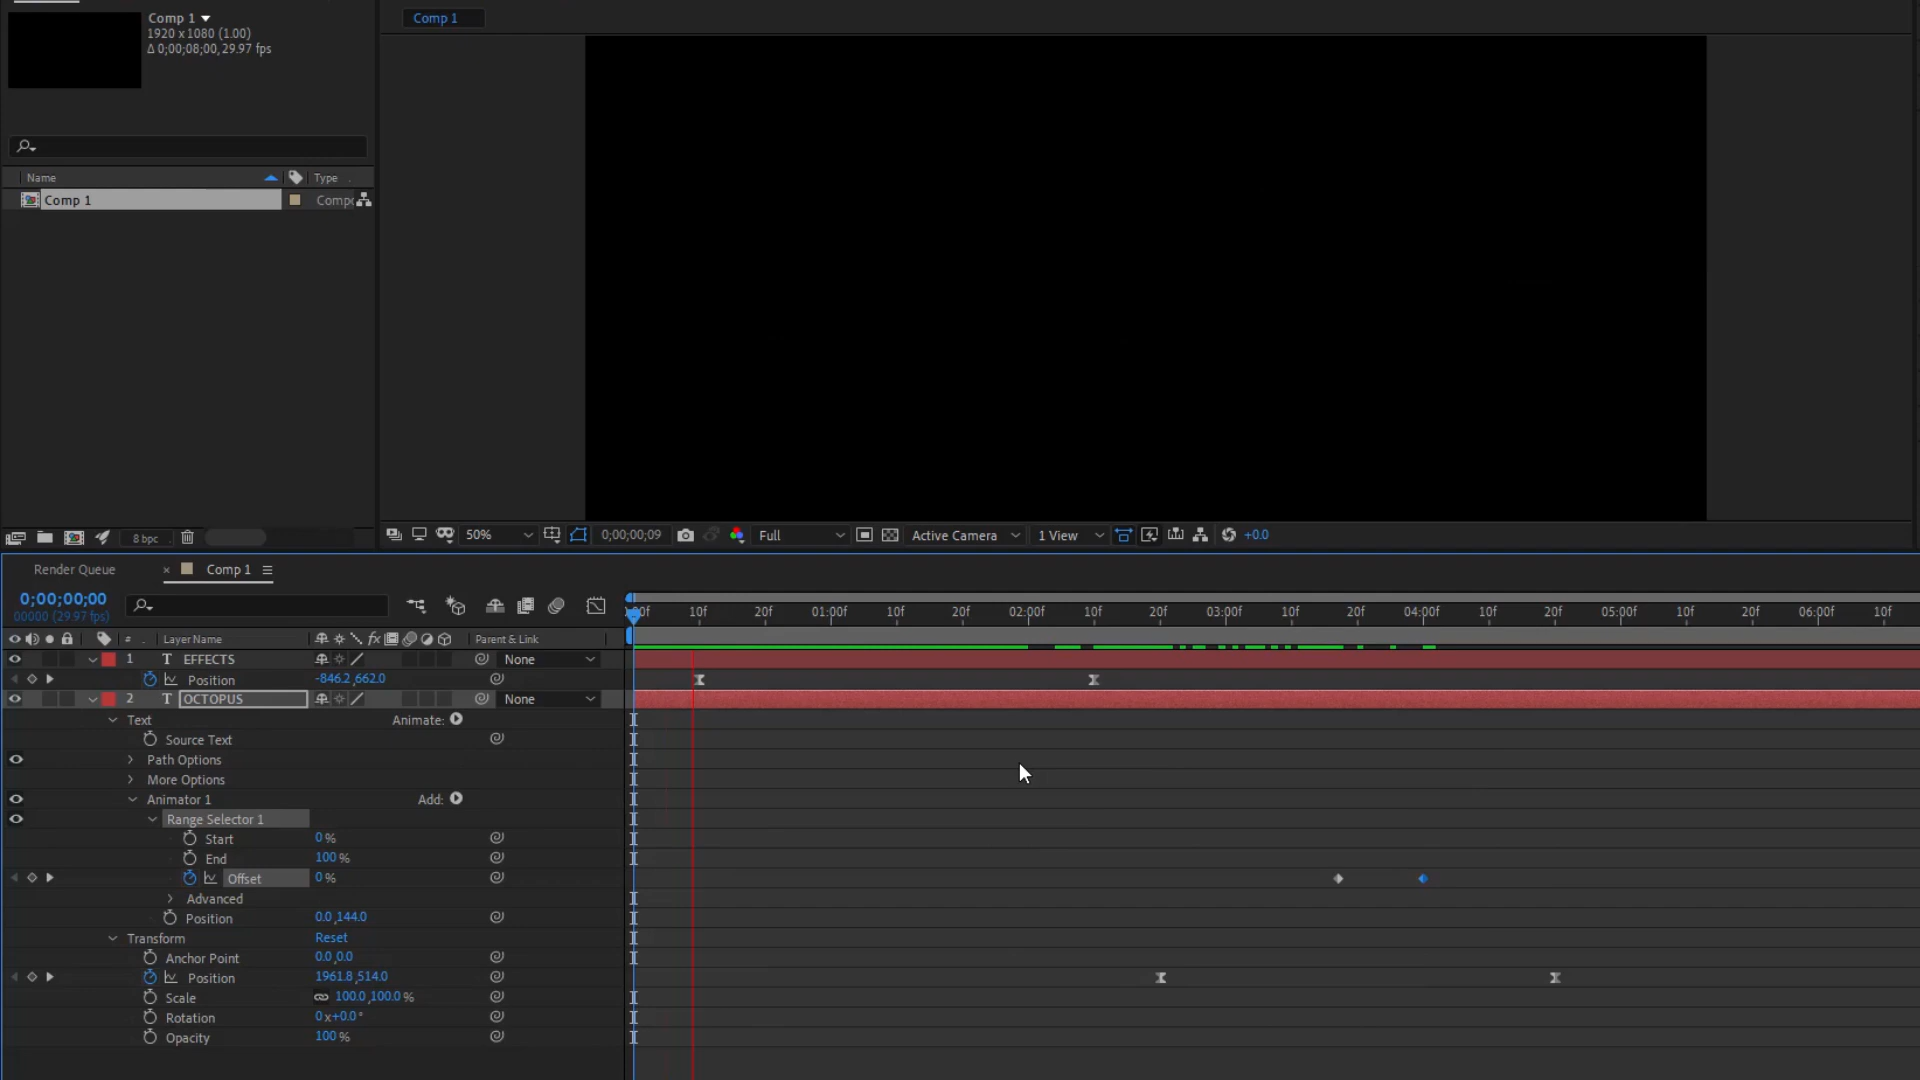 Comp 1
1920 x 1080 (1.00)
Δ 0;00;08;00, 29.97 fps
Comp 1
Name
Type
Comp 1
8 bpc
50%
0;00;00;09
Full
Active Camera
1 View
+0.0
Render Queue
Comp 1
0;00;00;00
00000 (29.97 fps)
10f 20f 01:00f 10f 20f 02:00f 10f 20f 03:00f 10f 20f 04:00f 10f 20f 05:00f 10f 20f 06:00f 10f
# Layer Name fx Parent & Link
1 T EFFECTS None
Position -846.2,662.0
2 T OCTOPUS None
Text Animate:
Source Text
Path Options
More Options
Animator 1 Add:
Range Selector 1
Start 0 %
End 100 %
Offset 0 %
Advanced
Position 0.0,144.0
Transform Reset
Anchor Point 0.0,0.0
Position 1961.8,514.0
Scale 100.0,100.0 %
Rotation 0 x+0.0 °
Opacity 100 %